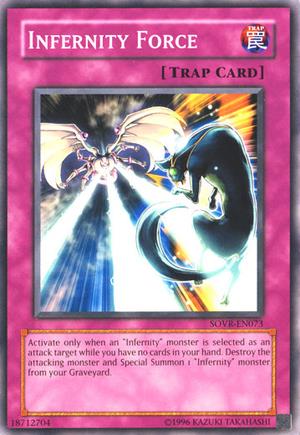 INFERNITY FORCE
TRAP
罠
[TRAP CARD]
SOVR-EN073
Activate only when an "Infernity" monster is selected as an
attack target while you have no cards in your hand. Destroy the
attacking monster and Special Summon 1 "Infernity" monster
from your Graveyard.
18712704
©1996 KAZUKI TAKAHASHI